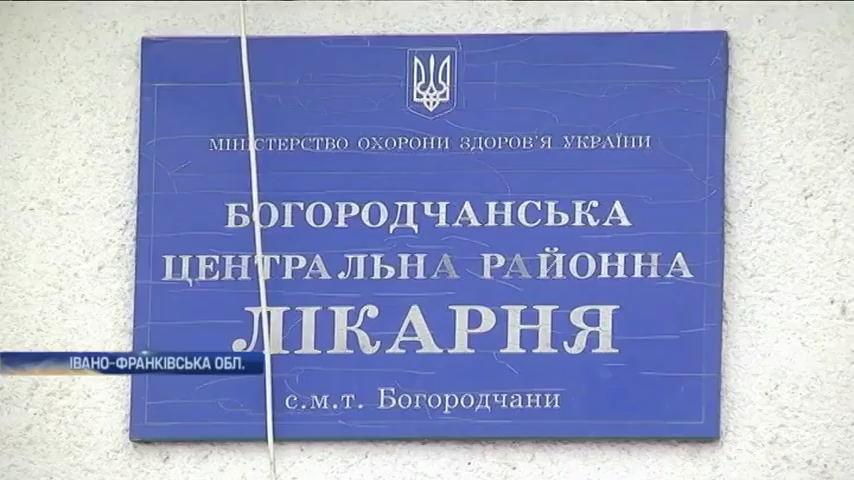 МІНІСТЕРСТВО ОХОРОНИ ЗДОРОВ'Я УКРАЇНИ
БОГОРОДЧАНСЬКА
ЦЕНТРАЛЬНА РАЙОННА
ЛІКАРНЯ
ІВАНО-ФРАНКІВСЬКА ОБЛ.
с.м.т. Богородчани